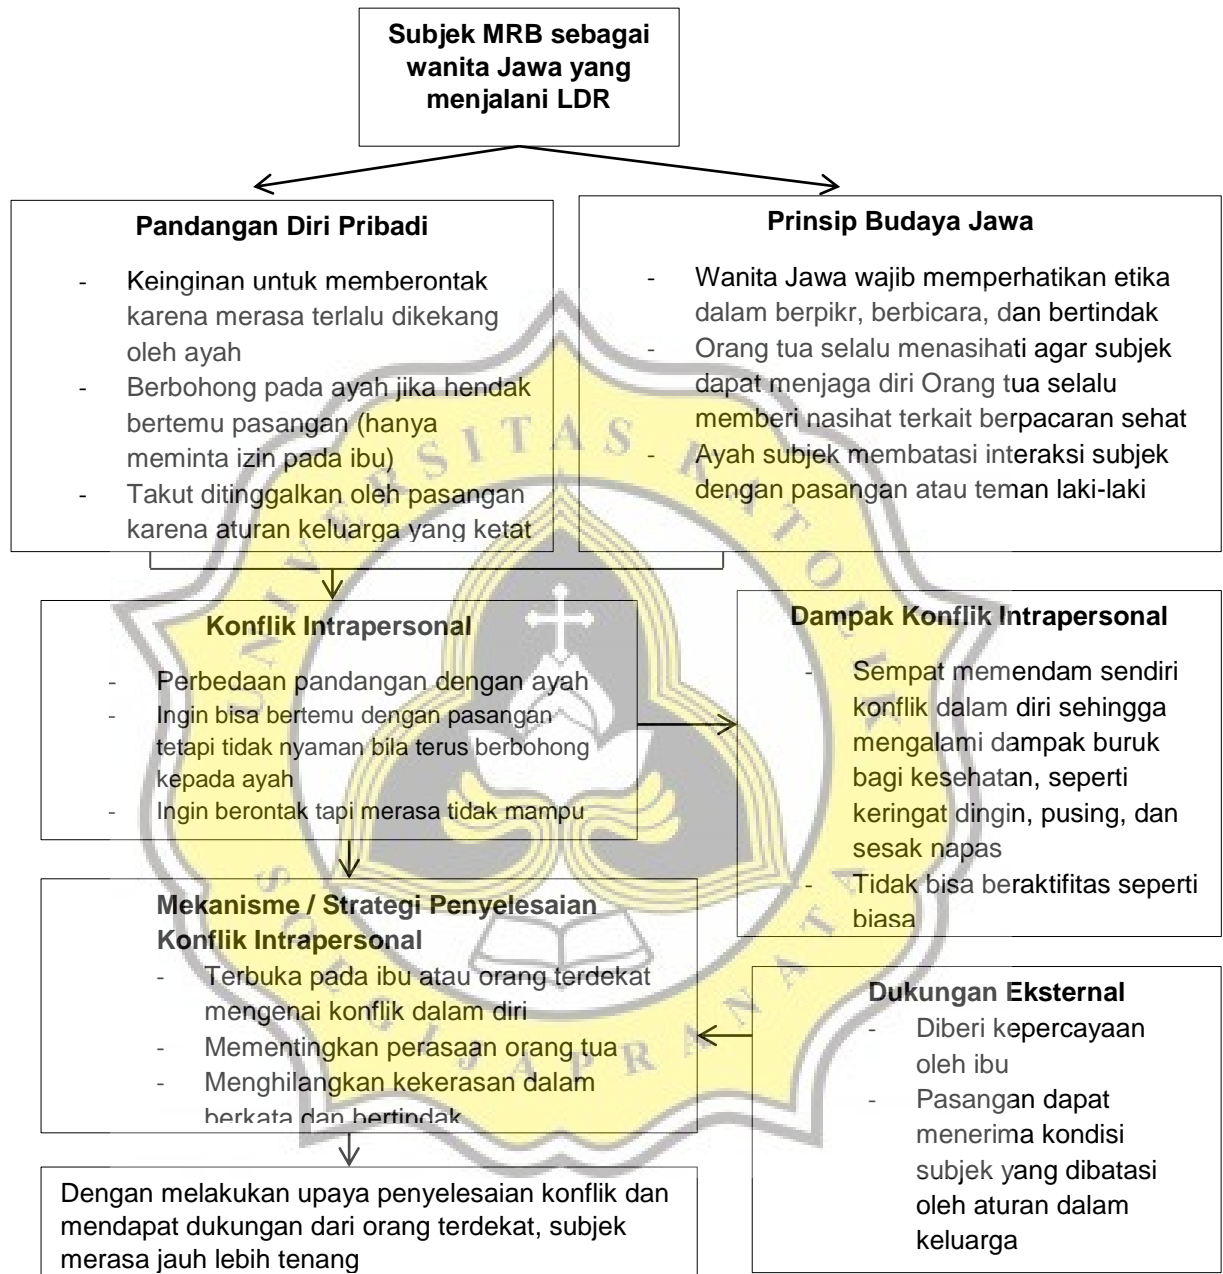 Subjek MRB sebagai
wanita Jawa yang
menjalani LDR
Pandangan Diri Pribadi
- Keinginan untuk memberontak
karena merasa terlalu dikekang
oleh ayah
- Berbohong pada ayah jika hendak
bertemu pasangan (hanya
meminta izin pada ibu)
- Takut ditinggalkan oleh pasangan
karena aturan keluarga yang ketat
Prinsip Budaya Jawa
- Wanita Jawa wajib memperhatikan etika
dalam berpikr, berbicara, dan bertindak
- Orang tua selalu menasihati agar subjek
dapat menjaga diri Orang tua selalu
memberi nasihat terkait berpacaran sehat
- Ayah subjek membatasi interaksi subjek
dengan pasangan atau teman laki-laki
Konflik Intrapersonal
- Perbedaan pandangan dengan ayah
- Ingin bisa bertemu dengan pasangan
tetapi tidak nyaman bila terus berbohong
kepada ayah
- Ingin berontak tapi merasa tidak mampu
Dampak Konflik Intrapersonal
- Sempat memendam sendiri
konflik dalam diri sehingga
mengalami dampak buruk
bagi kesehatan, seperti
keringat dingin, pusing, dan
sesak napas
- Tidak bisa beraktifitas seperti
biasa
Mekanisme / Strategi Penyelesaian
Konflik Intrapersonal
- Terbuka pada ibu atau orang terdekat
mengenai konflik dalam diri
- Mementingkan perasaan orang tua
- Menghilangkan kekerasan dalam
berkata dan bertindak
Dukungan Eksternal
- Diberi kepercayaan
oleh ibu
- Pasangan dapat
menerima kondisi
subjek yang dibatasi
oleh aturan dalam
keluarga
Dengan melakukan upaya penyelesaian konflik dan
mendapat dukungan dari orang terdekat, subjek
merasa jauh lebih tenang
UNIVERSITAS KATOLIK
SOEGIJAPRANATA